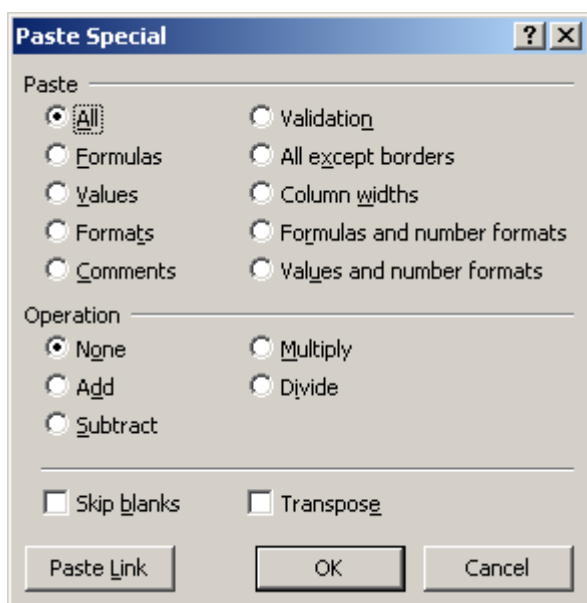 Paste Special
Paste
All Validation
Formulas All except borders
Values Column widths
Formats Formulas and number formats
Comments Values and number formats
Operation
None Multiply
Add Divide
Subtract
Skip blanks Transpose
Paste Link OK Cancel